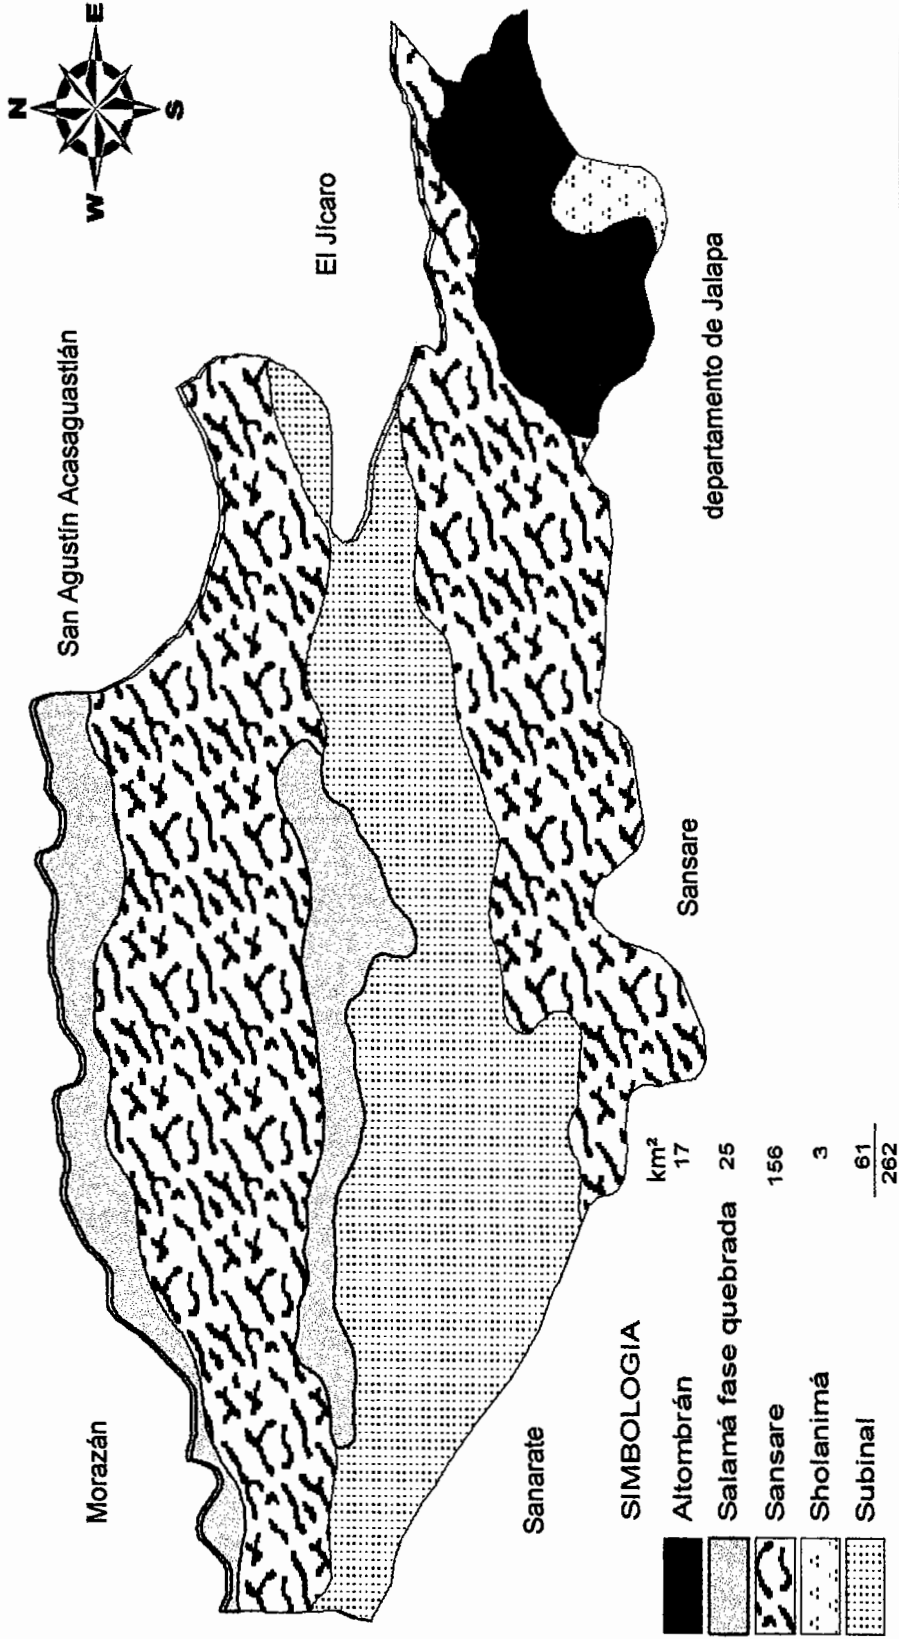 N
W
E
S
San Agustín Acasaguastlán
Morazán
El Jícaro
Sanarate
Sansare
departamento de Jalapa
SIMBOLOGIA
km²
Altombrán 17
Salamá fase quebrada 25
Sansare 156
Sholanimá 3
Subinal 61
262